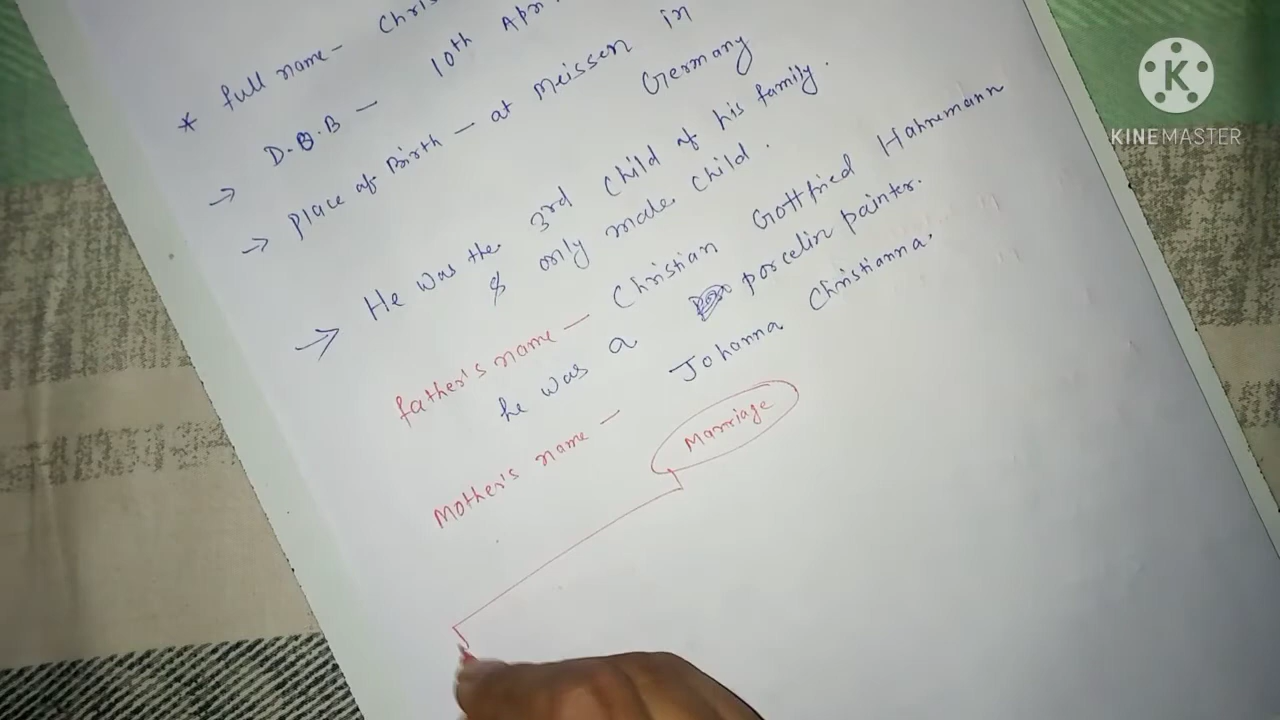 * full name - Chris
→ D.O.B - 10th Apr
→ Place of Birth - at Meissen in
Germany
→ He was the 3rd child of his family.
& only male child.
father's name - Christian Gottfried Hahnemann
he was a porcelin painter.
Mother's name - Johanna Christianna.
Marriage
K
KINEMASTER